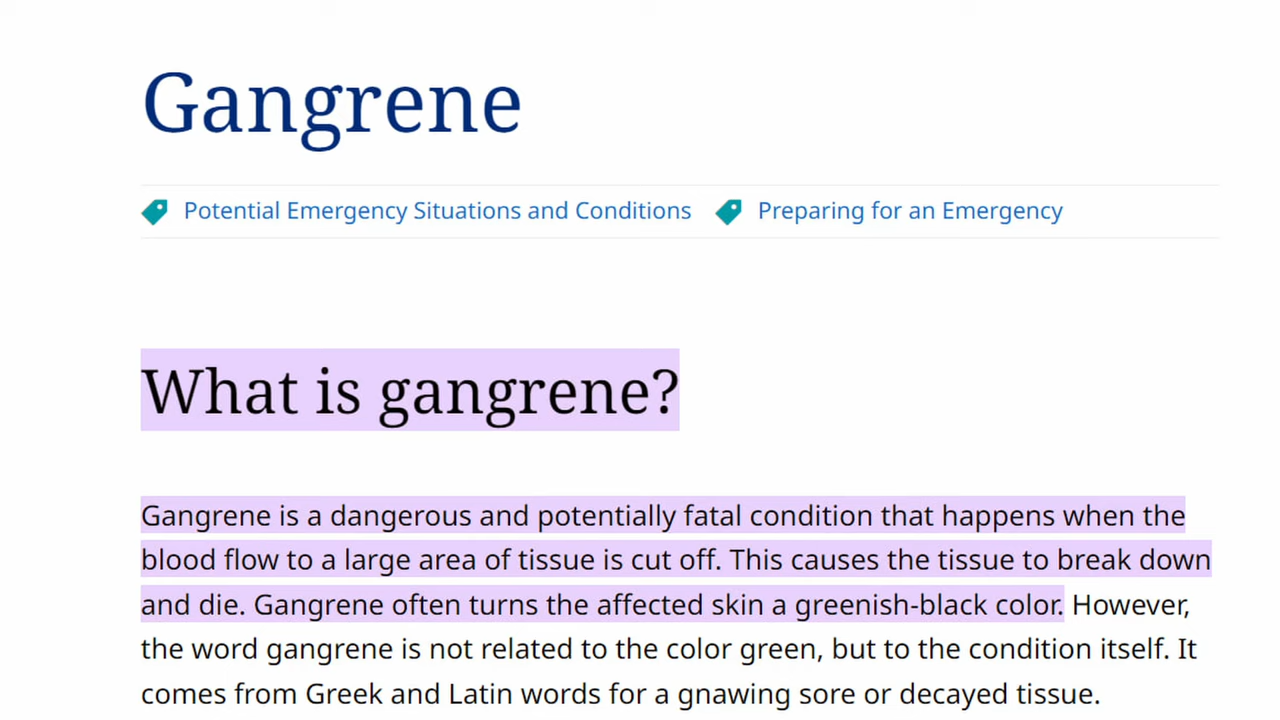 Gangrene
Potential Emergency Situations and Conditions Preparing for an Emergency
What is gangrene?
Gangrene is a dangerous and potentially fatal condition that happens when the
blood flow to a large area of tissue is cut off. This causes the tissue to break down
and die. Gangrene often turns the affected skin a greenish-black color. However,
the word gangrene is not related to the color green, but to the condition itself. It
comes from Greek and Latin words for a gnawing sore or decayed tissue.